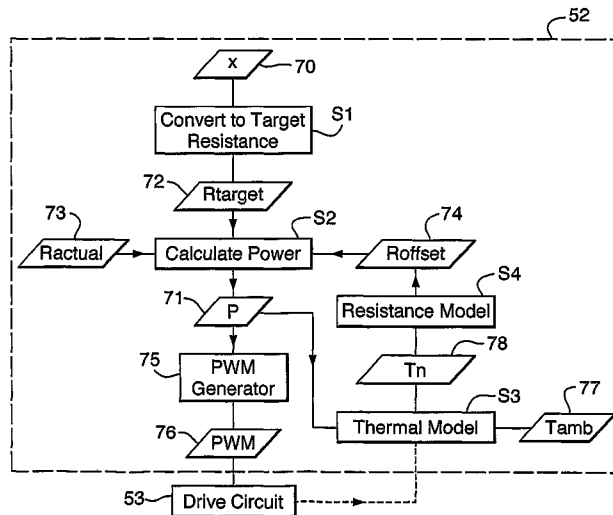 52
x
70
Convert to Target
Resistance
S1
72
Rtarget
73
S2
74
Ractual
Calculate Power
Roffset
71
P
S4
Resistance Model
75
PWM
Generator
78
Tn
S3
77
76
PWM
Thermal Model
Tamb
53
Drive Circuit